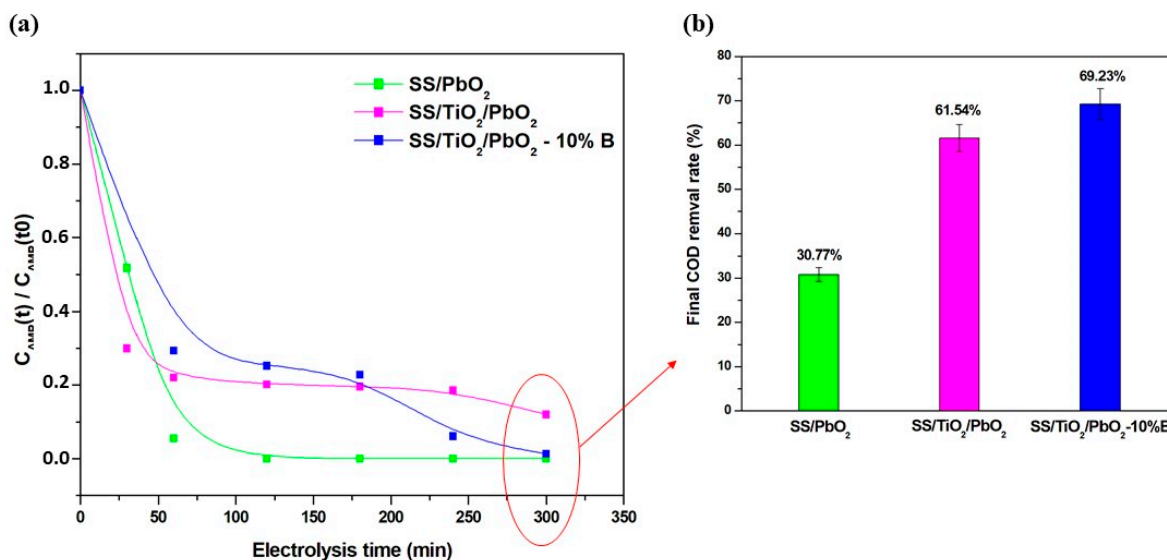 (a)
C_AMB(t) / C_AMB(t0)
1.0
0.8
0.6
0.4
0.2
0.0
SS/PbO₂
SS/TiO₂/PbO₂
SS/TiO₂/PbO₂ - 10% B
0 50 100 150 200 250 300 350
Electrolysis time (min)
(b)
Final COD remval rate (%)
80
70
60
50
40
30
20
10
0
30.77%
61.54%
69.23%
SS/PbO₂ SS/TiO₂/PbO₂ SS/TiO₂/PbO₂-10%B